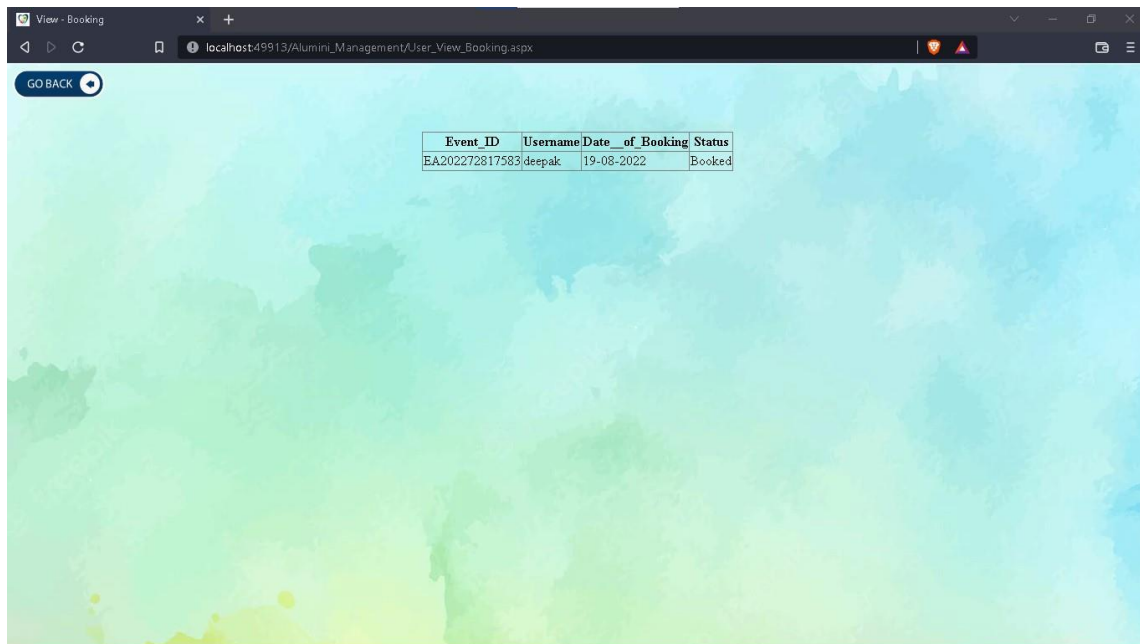 View - Booking
localhost:49913/Alumini_Management/User_View_Booking.aspx
GO BACK
Event_ID Username Date__of_Booking Status
EA202272817583 deepak 19-08-2022 Booked